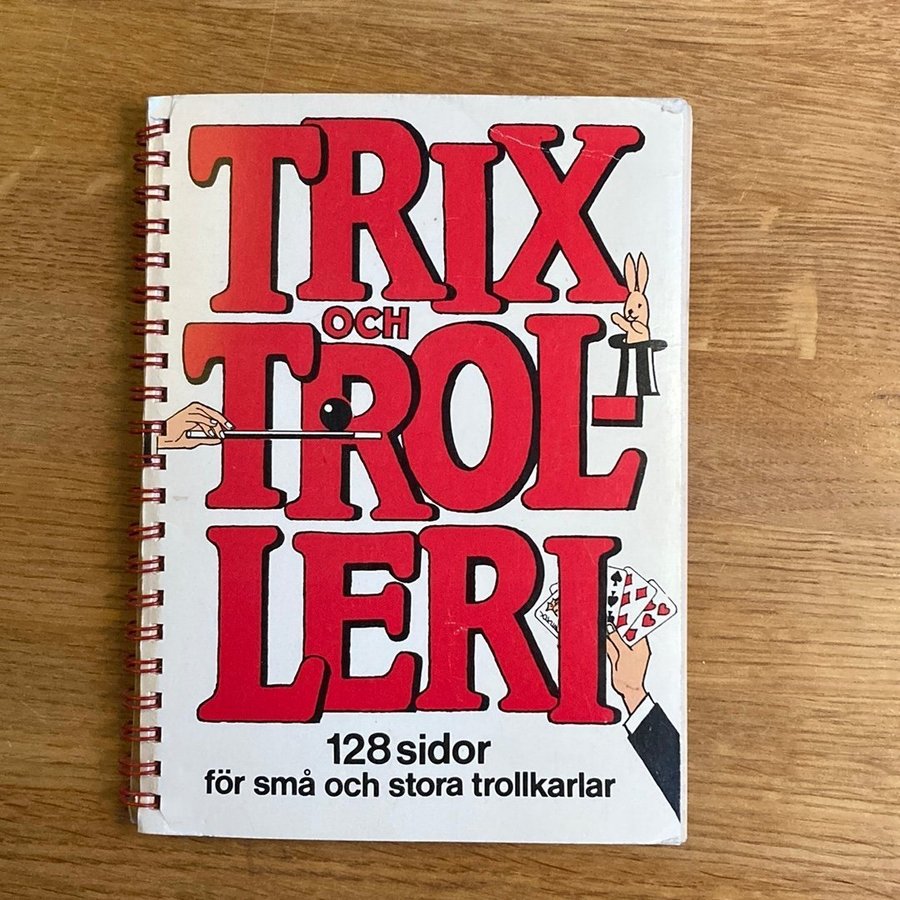 TRIX
OCH
TROL-
LERI
128 sidor
för små och stora trollkarlar